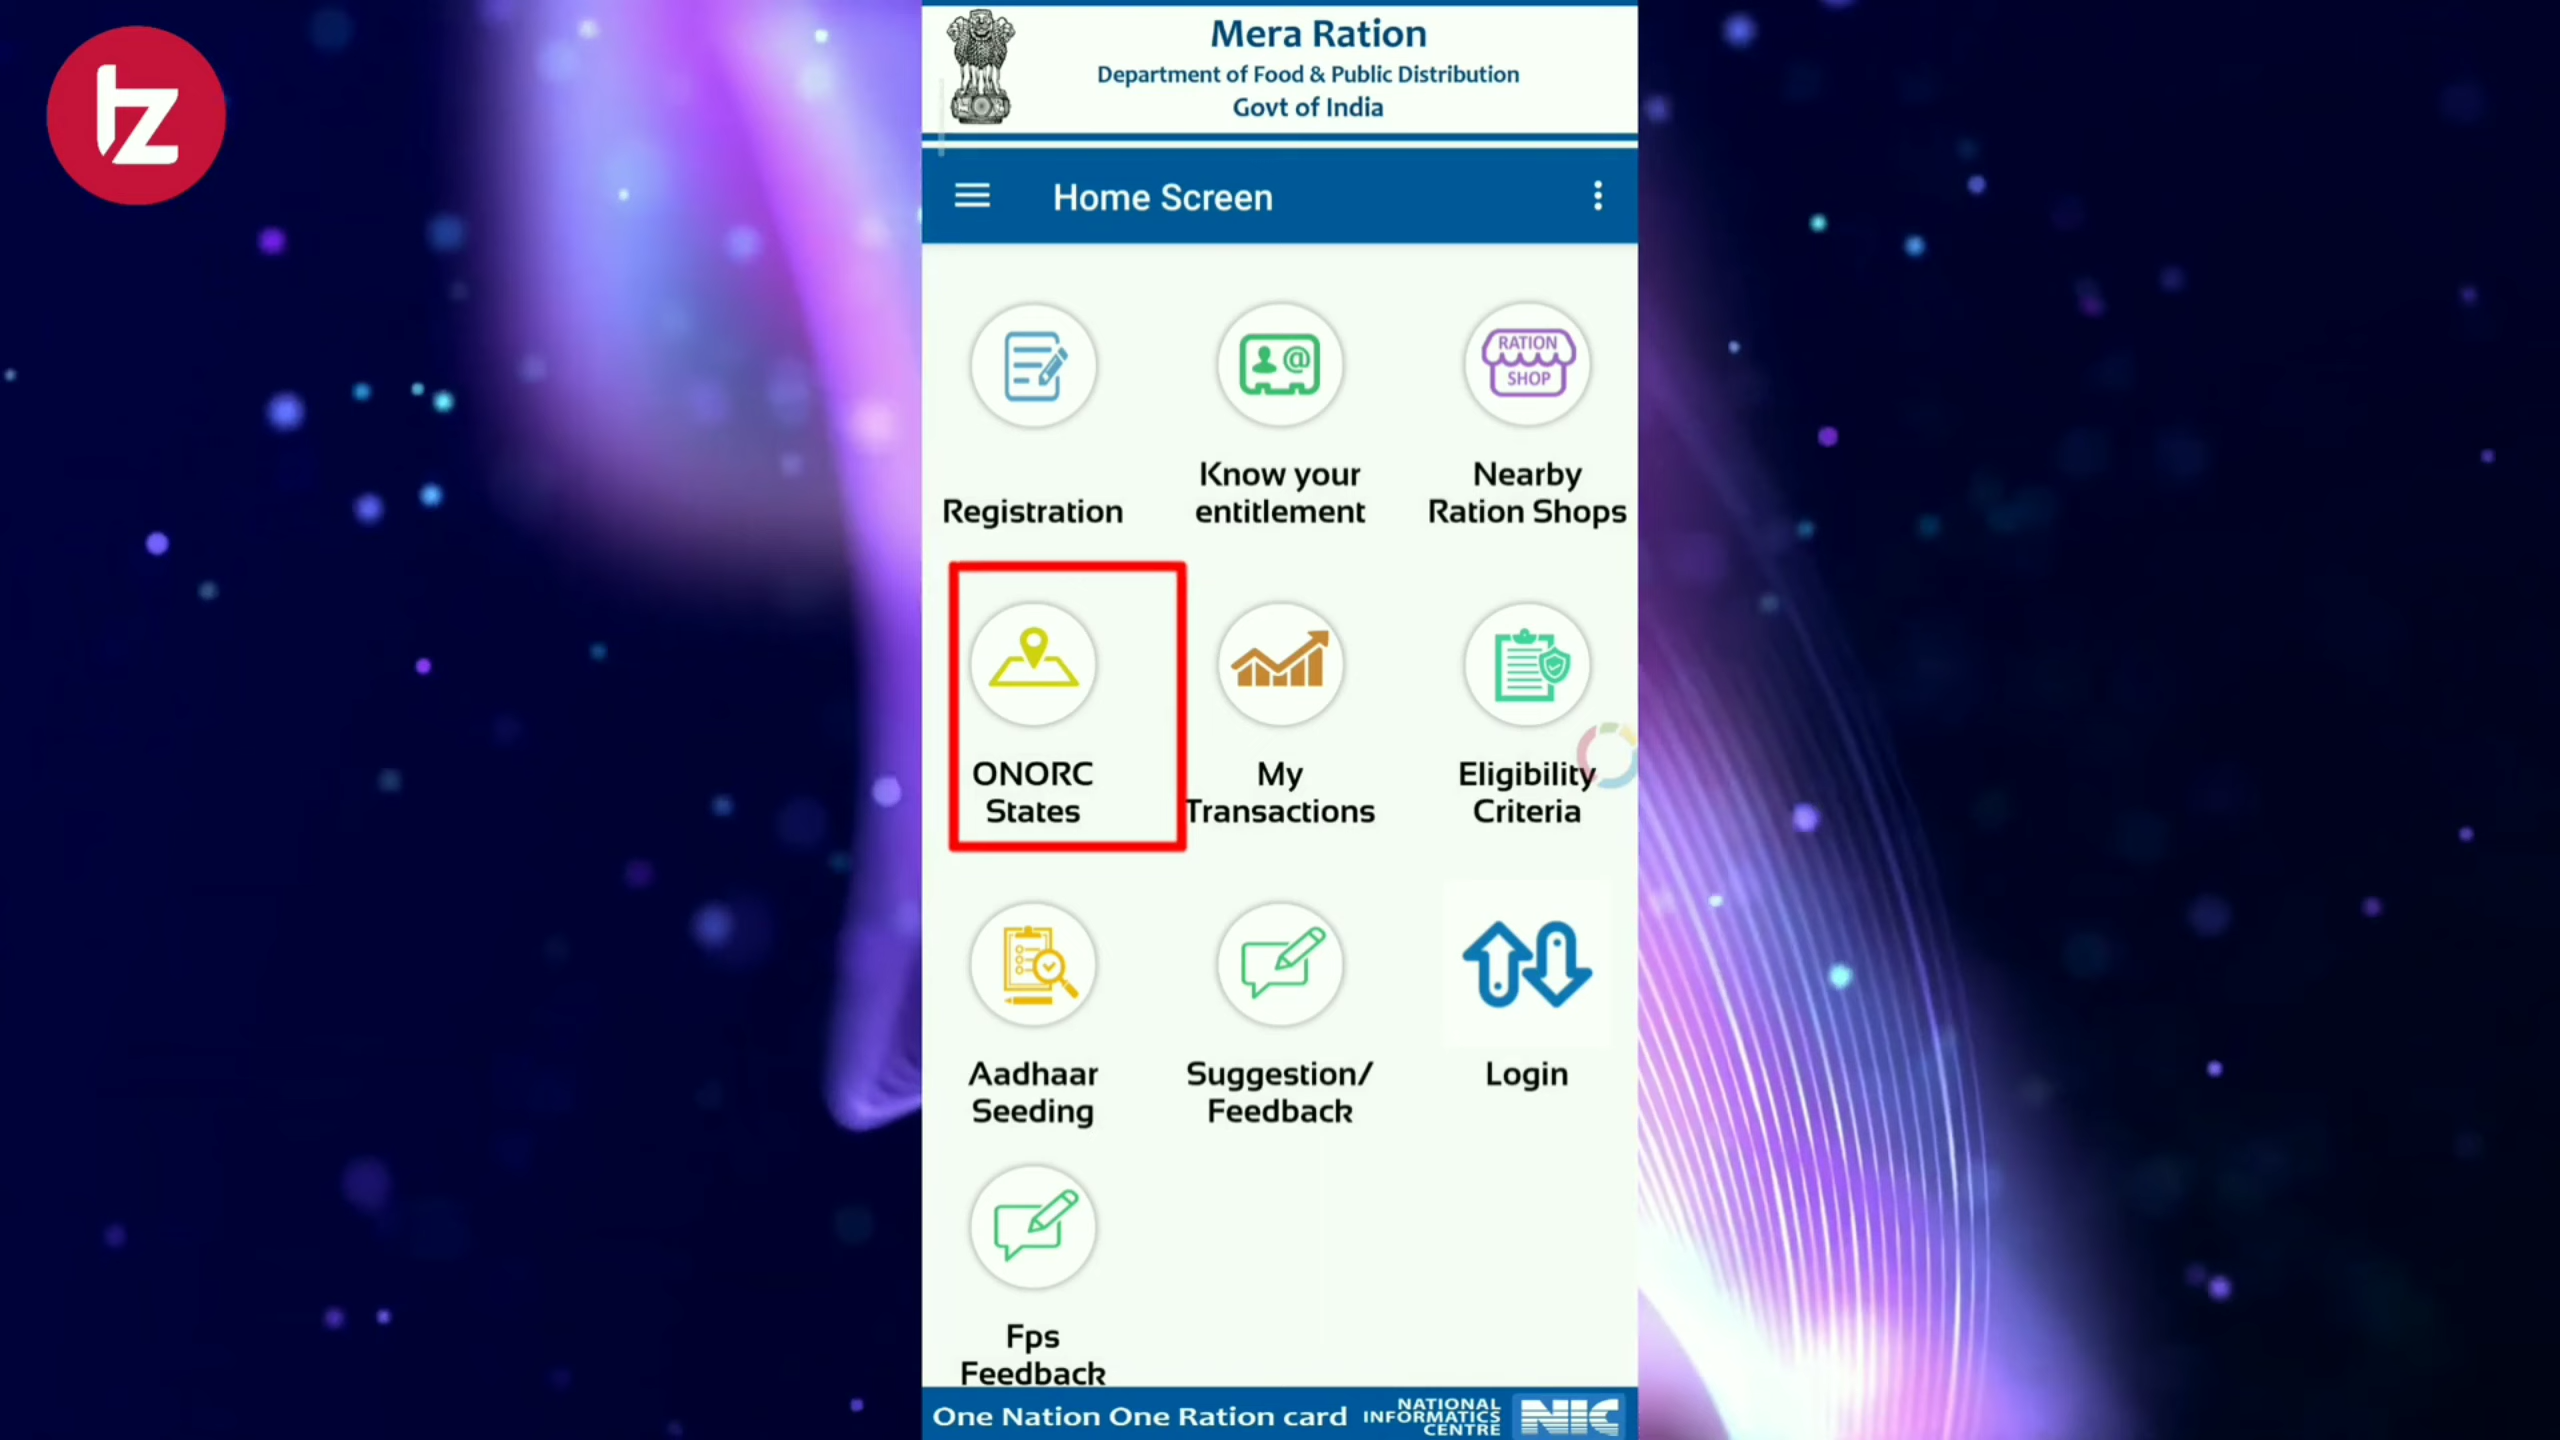 tz
Mera Ration
Department of Food & Public Distribution
Govt of India
Home Screen
RATION
SHOP
Registration
Know your
entitlement
Nearby
Ration Shops
ONORC
States
My
Transactions
Eligibility
Criteria
Aadhaar
Seeding
Suggestion/
Feedback
Login
Fps
Feedback
One Nation One Ration card
NATIONAL
INFORMATICS
CENTRE
NIC